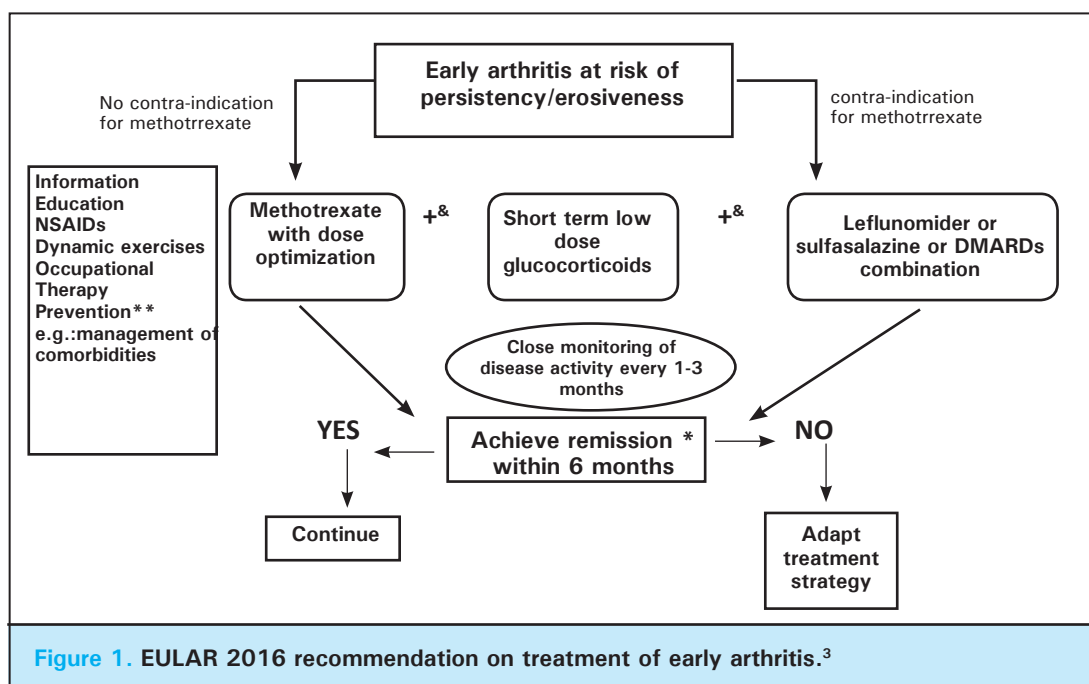 Early arthritis at risk of
persistency/erosiveness
No contra-indication
for methotrrexate
contra-indication
for methotrrexate
Information
Education
NSAIDs
Dynamic exercises
Occupational
Therapy
Prevention**
e.g.:management of
comorbidities
Methotrexate
with dose
optimization
+&
Short term low
dose
glucocorticoids
+&
Leflunomider or
sulfasalazine or DMARDs
combination
Close monitoring of
disease activity every 1-3
months
YES
Achieve remission *
within 6 months
NO
Continue
Adapt
treatment
strategy
Figure 1. EULAR 2016 recommendation on treatment of early arthritis.3